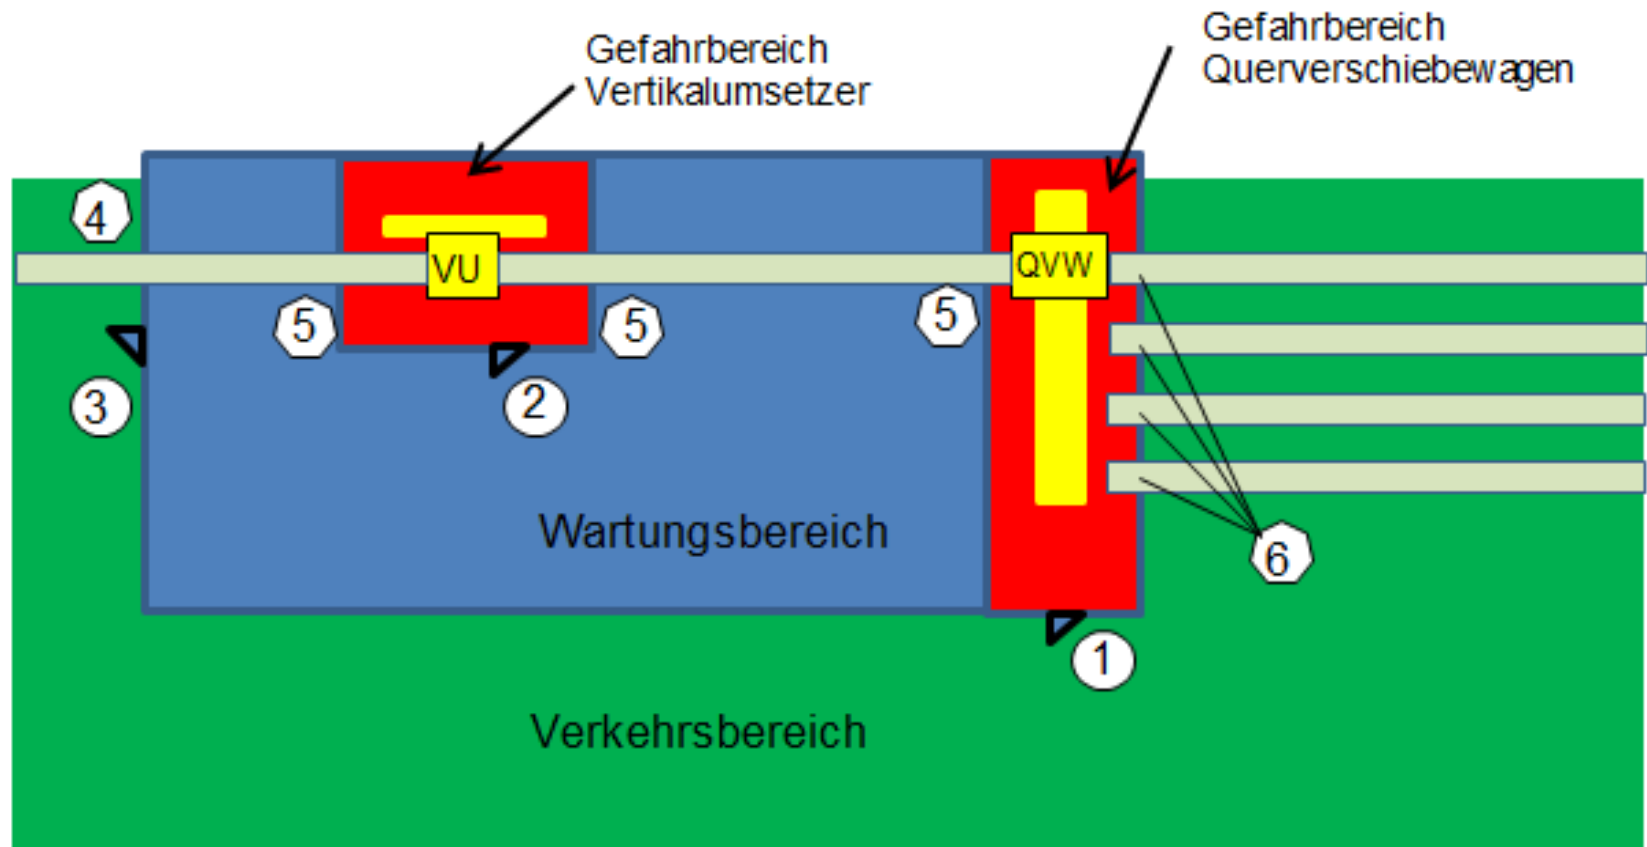 Gefahrbereich
Vertikalumsetzer
Gefahrbereich
Querverschiebewagen
4
VU
QVW
5
5
5
3
2
Wartungsbereich
6
1
Verkehrsbereich